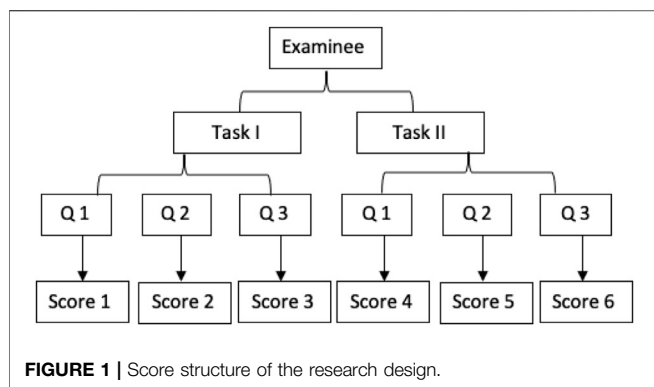 Examinee
Task I Task II
Q 1 Q 2 Q 3 Q 1 Q 2 Q 3
Score 1 Score 2 Score 3 Score 4 Score 5 Score 6
FIGURE 1 | Score structure of the research design.